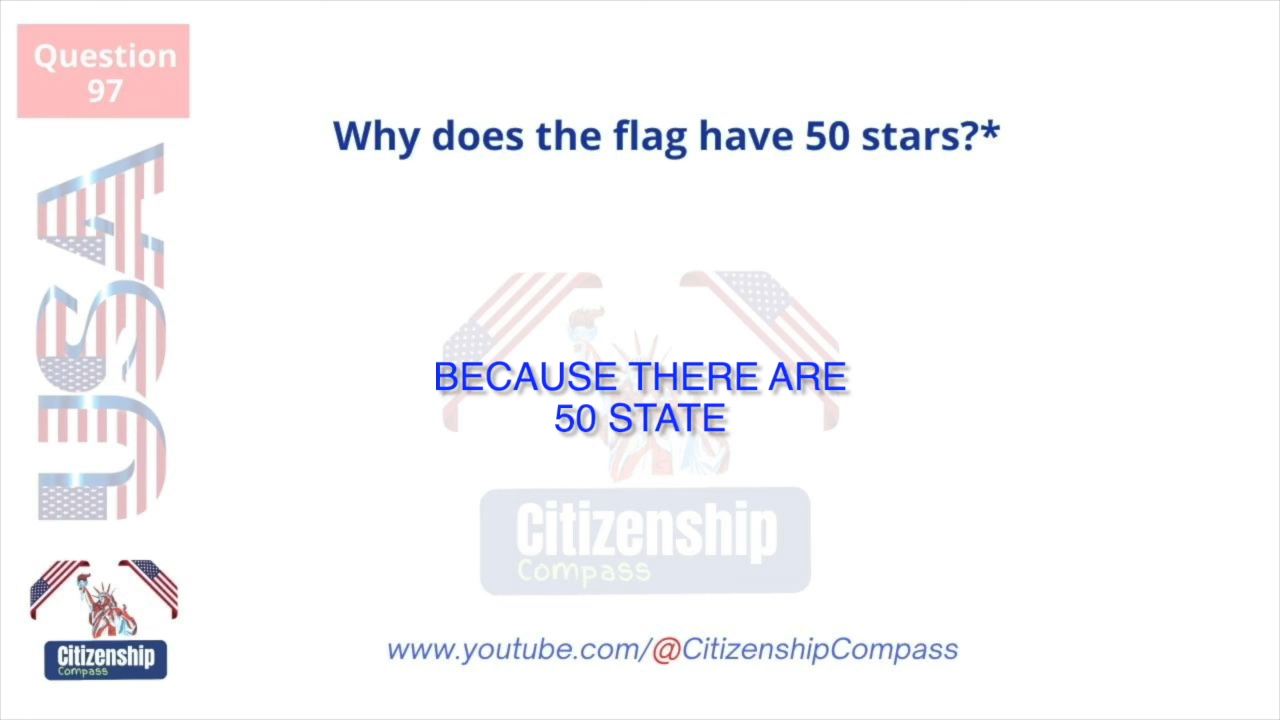 Question
97
Why does the flag have 50 stars?*
USA
BECAUSE THERE ARE
50 STATE
Citizenship
Compass
Citizenship
Compass
www.youtube.com/@CitizenshipCompass